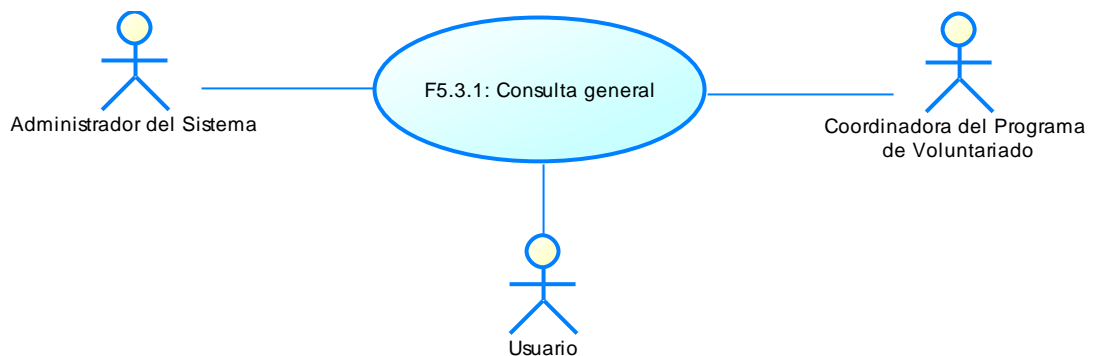 F5.3.1: Consulta general
Administrador del Sistema
Coordinadora del Programa
de Voluntariado
Usuario